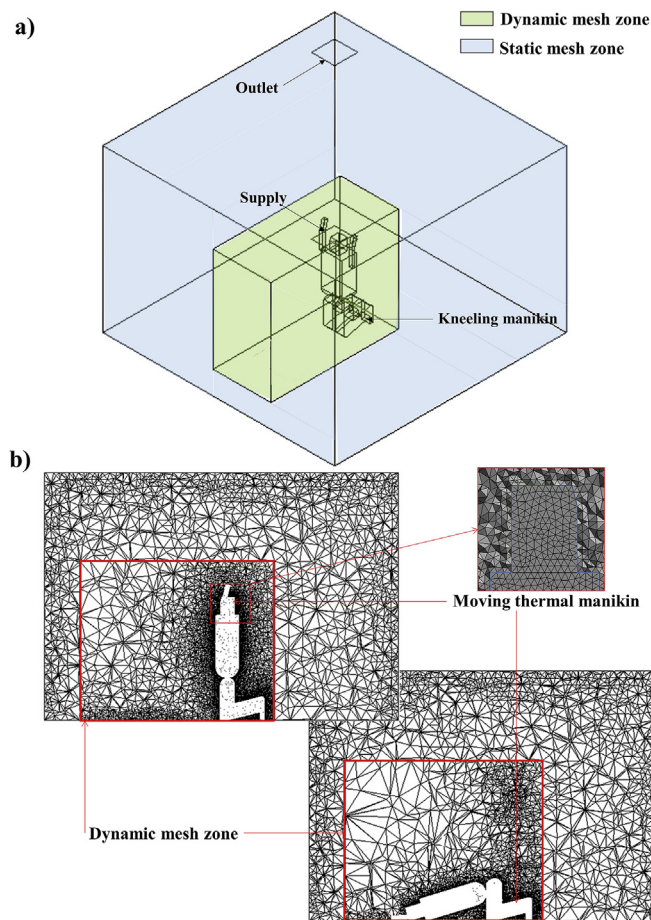 a)
Dynamic mesh zone
Static mesh zone
Outlet
Supply
Kneeling manikin
b)
Moving thermal manikin
Dynamic mesh zone